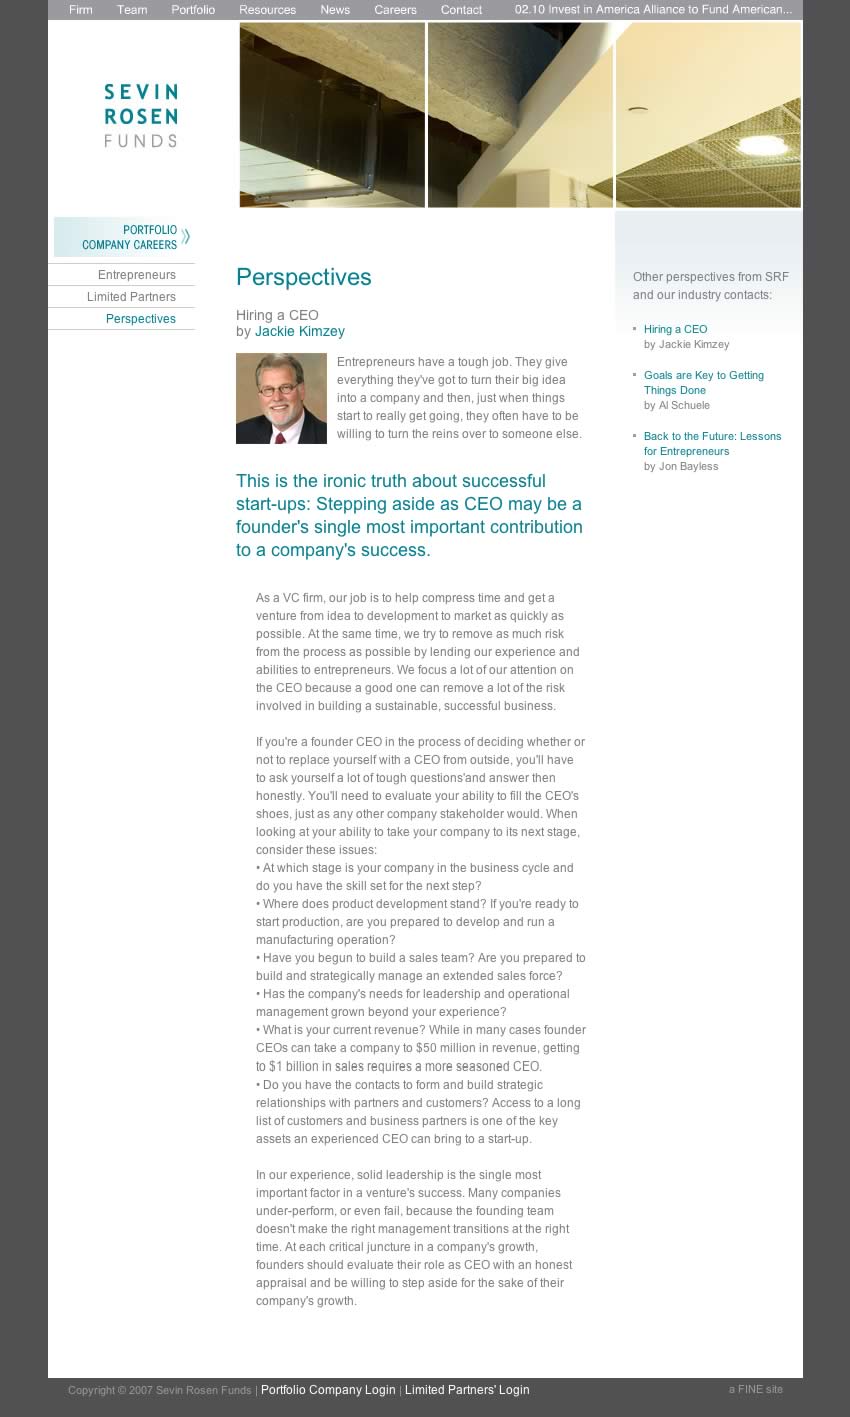 Firm Team Portfolio Resources News Careers Contact 02.10 Invest in America Alliance to Fund American...
SEVIN
ROSEN
FUNDS
PORTFOLIO
COMPANY CAREERS
Entrepreneurs
Limited Partners
Perspectives
Perspectives
Hiring a CEO
by Jackie Kimzey
Entrepreneurs have a tough job. They give
everything they've got to turn their big idea
into a company and then, just when things
start to really get going, they often have to be
willing to turn the reins over to someone else.
This is the ironic truth about successful
start-ups: Stepping aside as CEO may be a
founder's single most important contribution
to a company's success.
As a VC firm, our job is to help compress time and get a
venture from idea to development to market as quickly as
possible. At the same time, we try to remove as much risk
from the process as possible by lending our experience and
abilities to entrepreneurs. We focus a lot of our attention on
the CEO because a good one can remove a lot of the risk
involved in building a sustainable, successful business.
If you're a founder CEO in the process of deciding whether or
not to replace yourself with a CEO from outside, you'll have
to ask yourself a lot of tough questions'and answer then
honestly. You'll need to evaluate your ability to fill the CEO's
shoes, just as any other company stakeholder would. When
looking at your ability to take your company to its next stage,
consider these issues:
• At which stage is your company in the business cycle and
do you have the skill set for the next step?
• Where does product development stand? If you're ready to
start production, are you prepared to develop and run a
manufacturing operation?
• Have you begun to build a sales team? Are you prepared to
build and strategically manage an extended sales force?
• Has the company's needs for leadership and operational
management grown beyond your experience?
• What is your current revenue? While in many cases founder
CEOs can take a company to $50 million in revenue, getting
to $1 billion in sales requires a more seasoned CEO.
• Do you have the contacts to form and build strategic
relationships with partners and customers? Access to a long
list of customers and business partners is one of the key
assets an experienced CEO can bring to a start-up.
In our experience, solid leadership is the single most
important factor in a venture's success. Many companies
under-perform, or even fail, because the founding team
doesn't make the right management transitions at the right
time. At each critical juncture in a company's growth,
founders should evaluate their role as CEO with an honest
appraisal and be willing to step aside for the sake of their
company's growth.
Other perspectives from SRF
and our industry contacts:
Hiring a CEO
by Jackie Kimzey
Goals are Key to Getting
Things Done
by Al Schuele
Back to the Future: Lessons
for Entrepreneurs
by Jon Bayless
Copyright © 2007 Sevin Rosen Funds | Portfolio Company Login | Limited Partners' Login
a FINE site